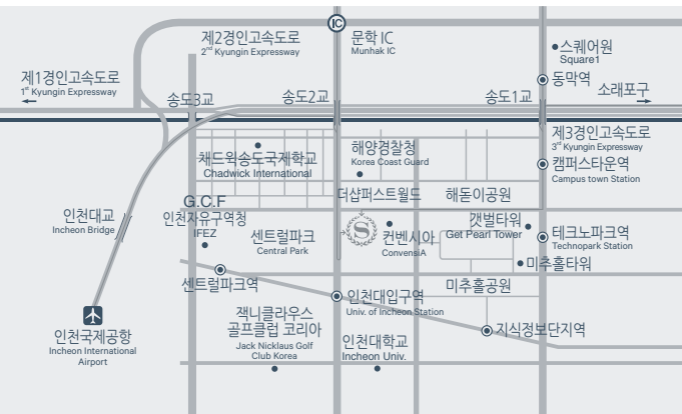 IC
제2경인고속도로
2nd Kyungin Expressway
문학 IC
Munhak IC
스퀘어원
Square1
제1경인고속도로
1st Kyungin Expressway
동막역
소래포구
송도3교
송도2교
송도1교
제3경인고속도로
3rd Kyungin Expressway
해양경찰청
Korea Coast Guard
채드윅송도국제학교
Chadwick International
캠퍼스타운역
Campus town Station
더샵퍼스트월드
해돋이공원
G.C.F
인천자유구역청
IFEZ
인천대교
Incheon Bridge
센트럴파크
Central Park
S
컨벤시아
ConvensiA
갯벌타워
Get Pearl Tower
테크노파크역
Technopark Station
미추홀타워
센트럴파크역
인천대입구역
Univ. of Incheon Station
미추홀공원
인천국제공항
Incheon International
Airport
잭니클라우스
골프클럽 코리아
Jack Nicklaus Golf
Club Korea
인천대학교
Incheon Univ.
지식정보단지역